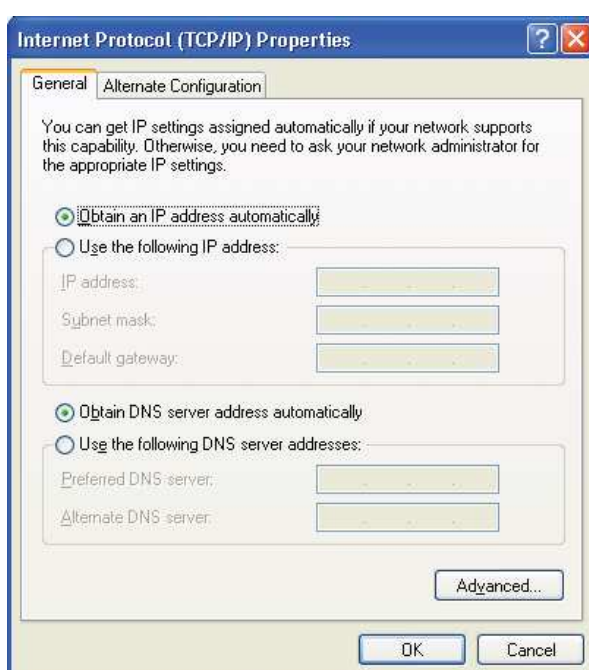 Internet Protocol (TCP/IP) Properties
General
Alternate Configuration
You can get IP settings assigned automatically if your network supports
this capability. Otherwise, you need to ask your network administrator for
the appropriate IP settings.
Obtain an IP address automatically
Use the following IP address:
IP address:
Subnet mask:
Default gateway:
Obtain DNS server address automatically
Use the following DNS server addresses:
Preferred DNS server:
Alternate DNS server:
Advanced...
OK
Cancel